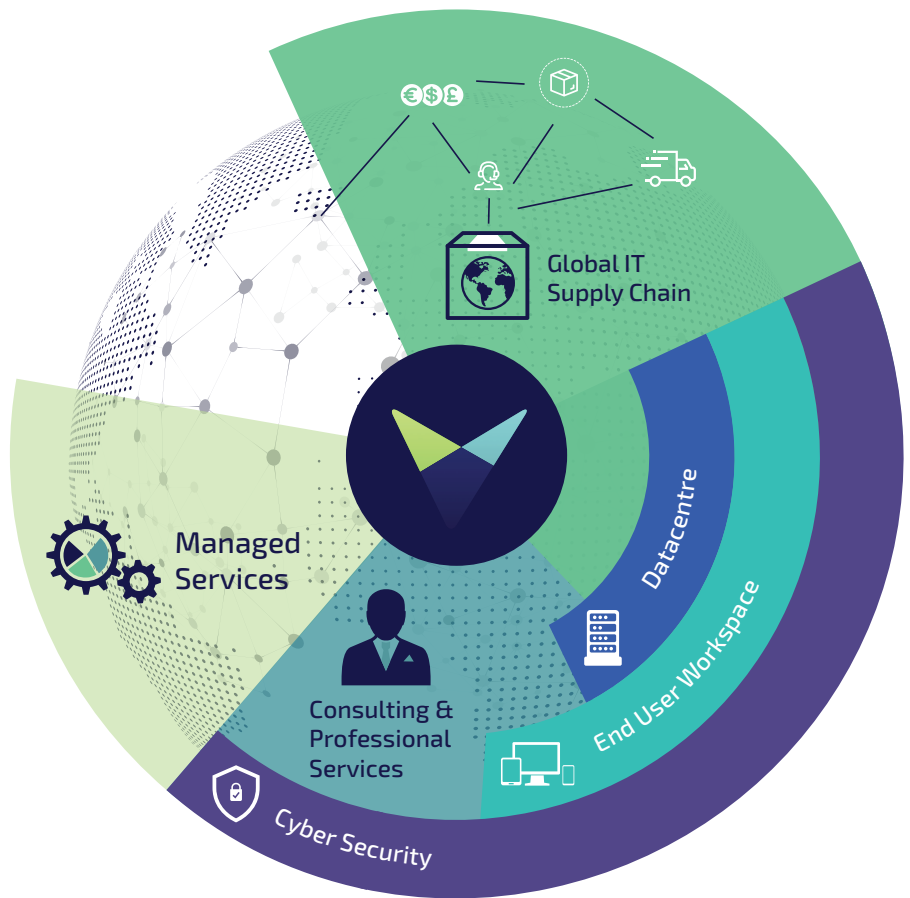 € $ £
Global IT
Supply Chain
Datacentre
End User Workspace
Managed
Services
Consulting &
Professional
Services
Cyber Security